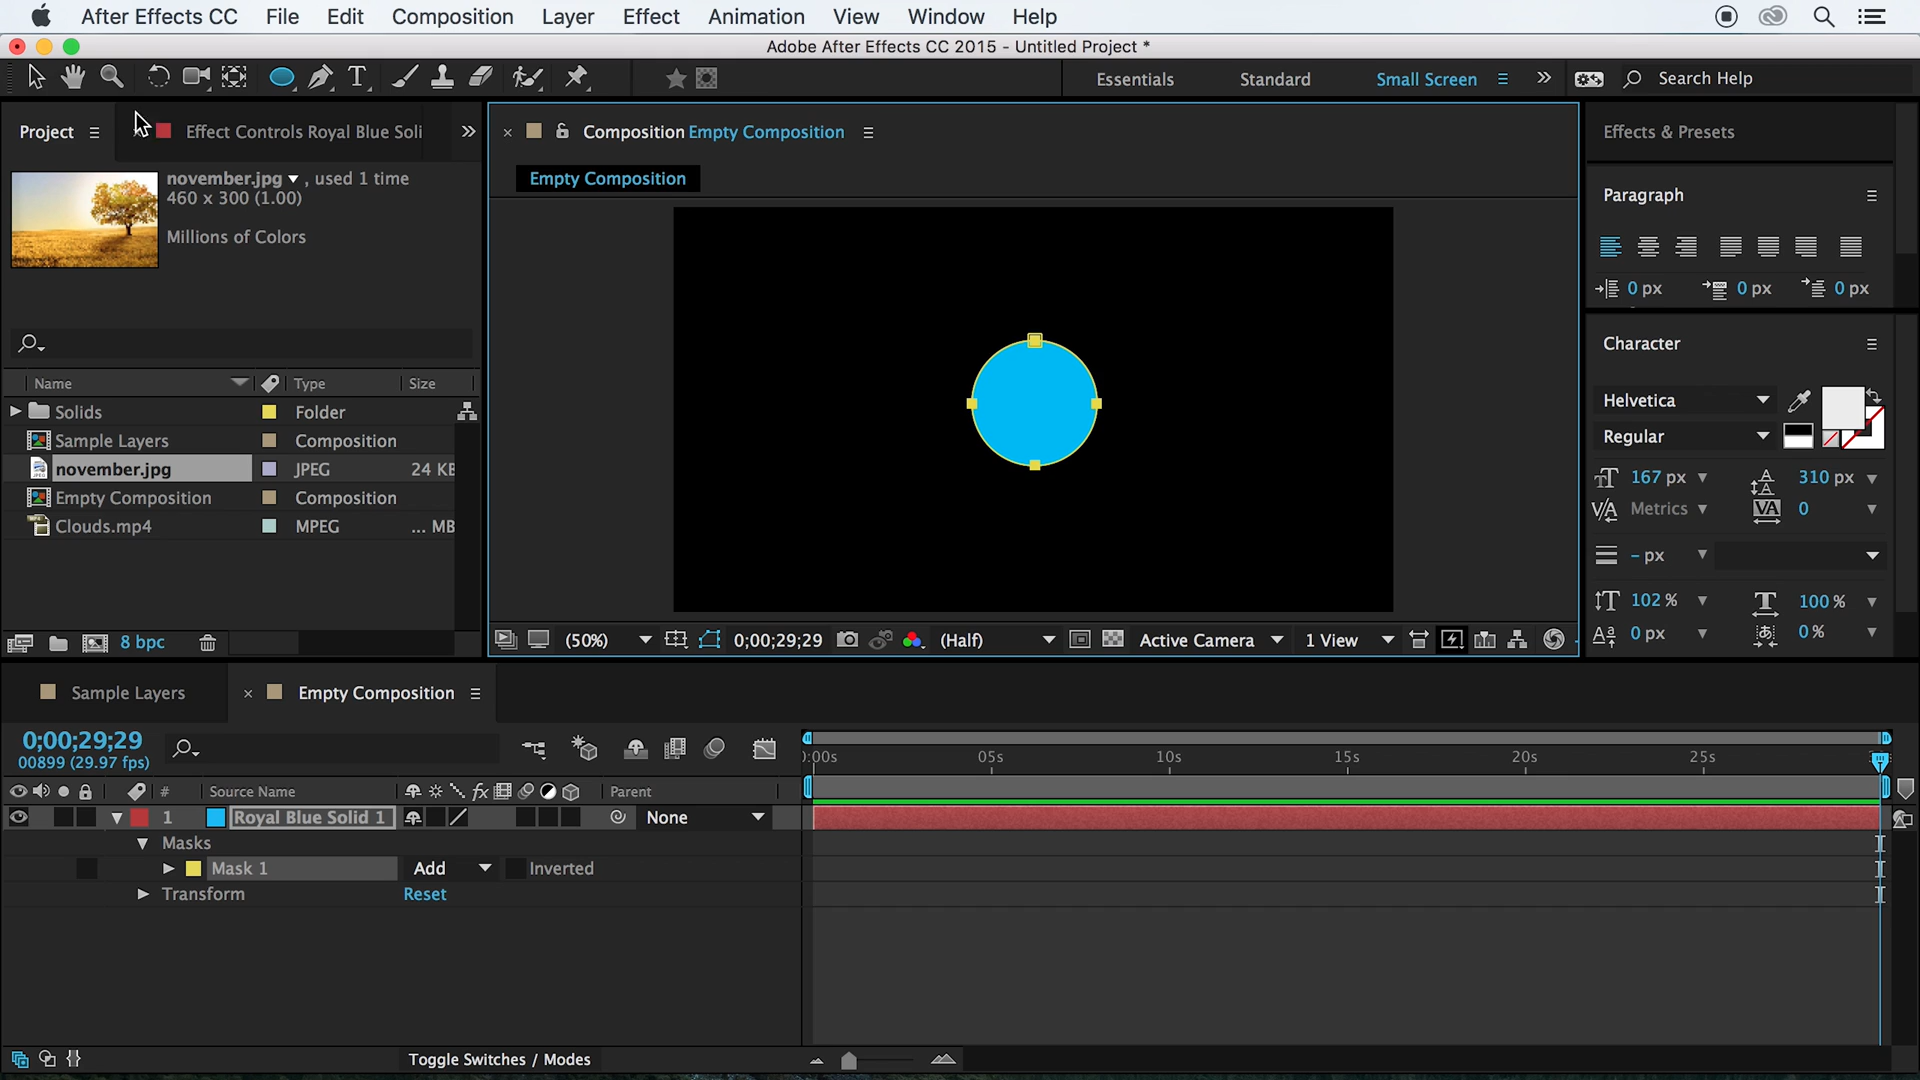 After Effects CC File Edit Composition Layer Effect Animation View Window Help
Adobe After Effects CC 2015 - Untitled Project *
T Essentials Standard Small Screen Search Help
Project Effect Controls Royal Blue Soli
Composition Empty Composition
Effects & Presets
november.jpg , used 1 time
460 x 300 (1.00)
Millions of Colors
Empty Composition
Paragraph
0 px 0 px 0 px
Name Type Size
Solids Folder
Sample Layers Composition
november.jpg JPEG 24 KB
Empty Composition Composition
Clouds.mp4 MPEG ... MB
8 bpc
(50%) 0;00;29;29 (Half) Active Camera 1 View
Character
Helvetica
Regular
167 px 310 px
Metrics 0
– px
102 % 100 %
0 px 0 %
Sample Layers Empty Composition
0;00;29;29
00899 (29.97 fps)
):00s 05s 10s 15s 20s 25s
# Source Name fx Parent
1 Royal Blue Solid 1 None
Masks
Mask 1 Add Inverted
Transform Reset
Toggle Switches / Modes